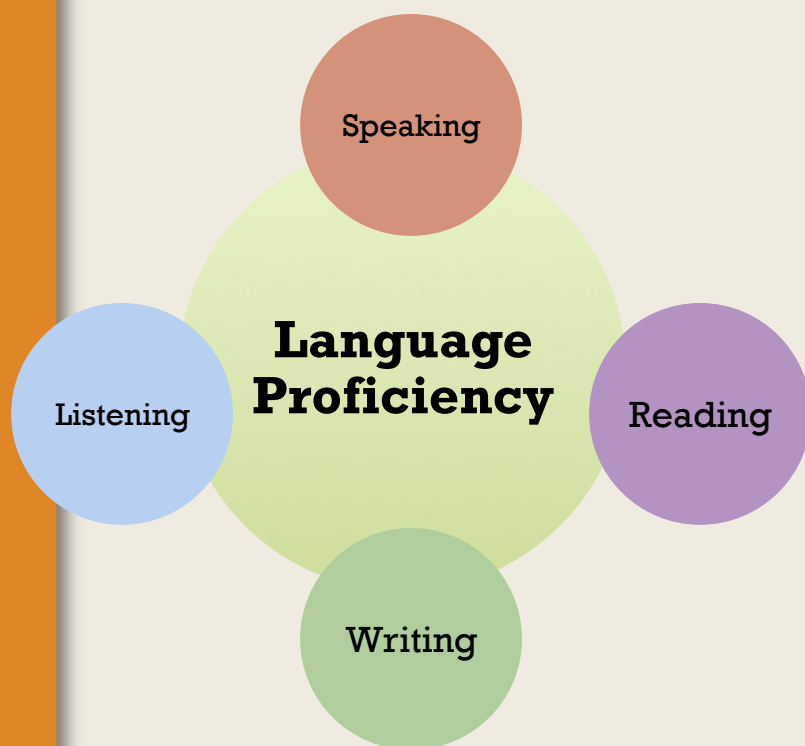 Speaking
Language
Proficiency
Listening
Reading
Writing